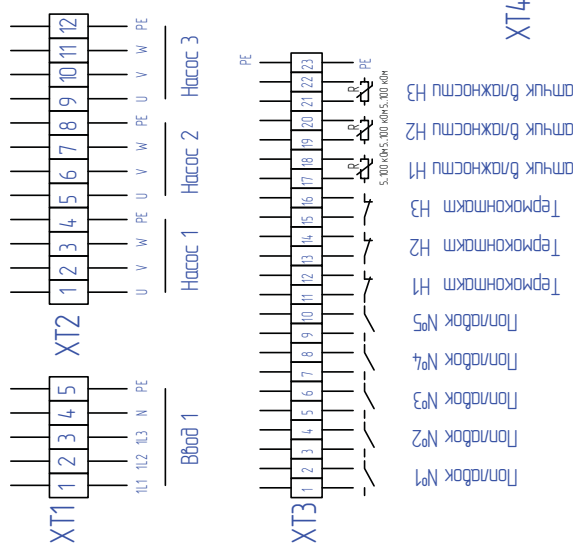 XT1
1 2 3 4 5
1L1 1L2 1L3 N PE
Ввод 1
XT2
1 2 3 4 5 6 7 8 9 10 11 12
U V W PE U V W PE U V W PE
Насос 1
Насос 2
Насос 3
XT3
PE
1 2 3 4 5 6 7 8 9 10 11 12 13 14 15 16 17 18 19 20 21 22 23
PE
R R R
5..100 кОм 5..100 кОм 5..100 кОм
Поплавок №1
Поплавок №2
Поплавок №3
Поплавок №4
Поплавок №5
Термоконтакт Н1
Термоконтакт Н2
Термоконтакт Н3
атчик влажности Н1
атчик влажности Н2
атчик влажности Н3
XT4